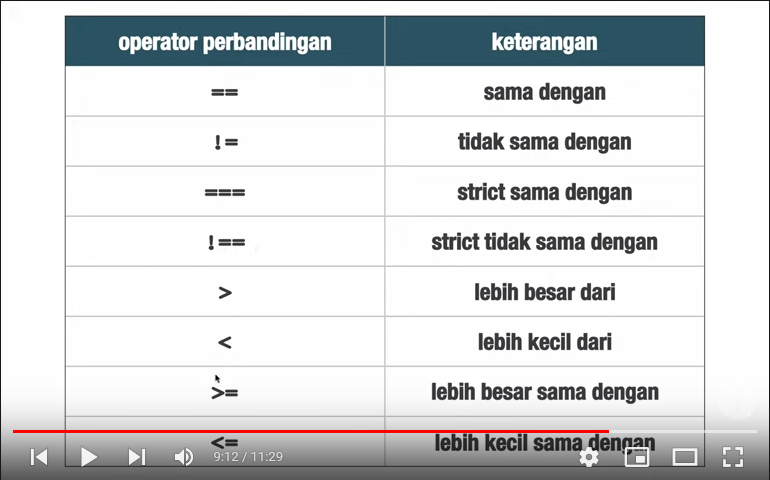 operator perbandingan keterangan
== sama dengan
!= tidak sama dengan
=== strict sama dengan
!== strict tidak sama dengan
> lebih besar dari
< lebih kecil dari
>= lebih besar sama dengan
<= lebih kecil sama dengan
9:12 / 11:29